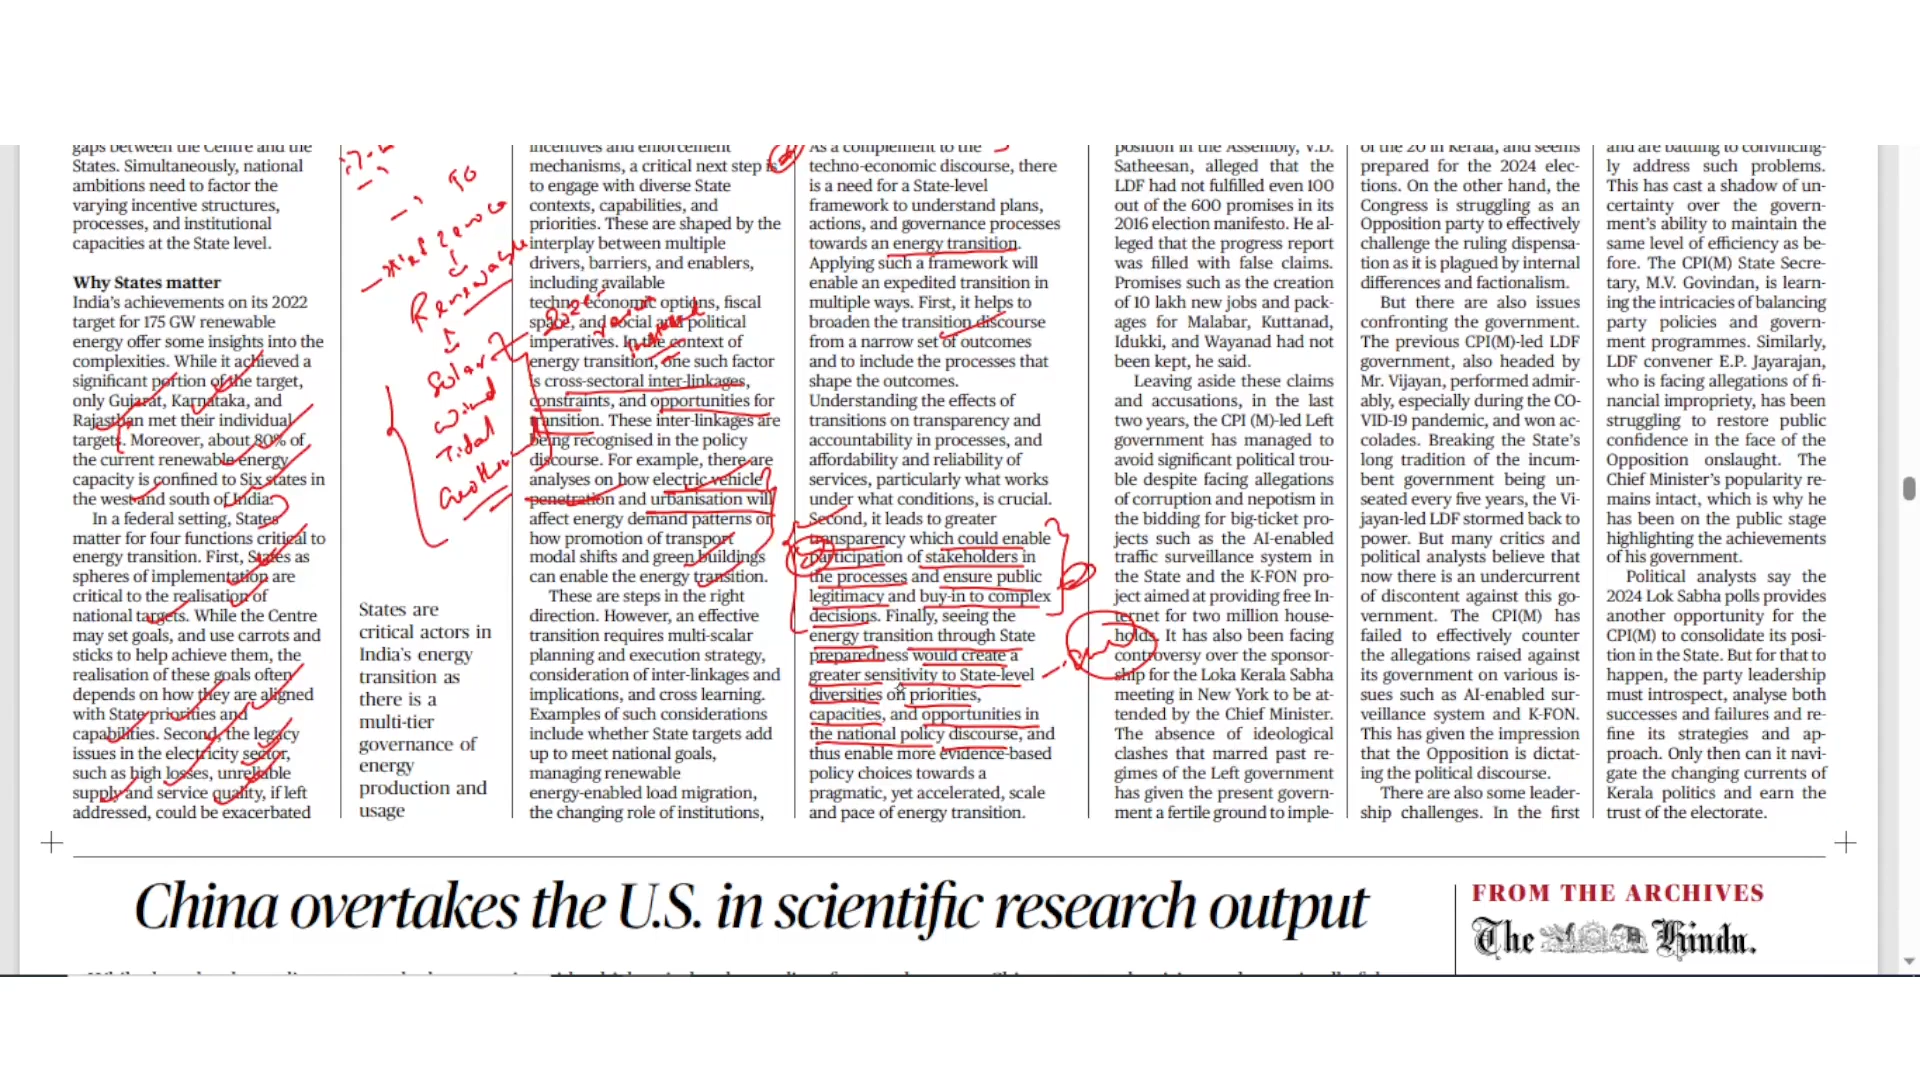 gaps between the Centre and the
States. Simultaneously, national
ambitions need to factor the
varying incentive structures,
processes, and institutional
capacities at the State level.
Why States matter
India's achievements on its 2022
target for 175 GW renewable
energy offer some insights into the
complexities. While it achieved a
significant portion of the target,
only Gujarat, Karnataka, and
Rajasthan met their individual
targets. Moreover, about 80% of
the current renewable energy
capacity is confined to Six states in
the west and south of India.
In a federal setting, States
matter for four functions critical to
energy transition. First, States as
spheres of implementation are
critical to the realisation of
national targets. While the Centre
may set goals, and use carrots and
sticks to help achieve them, the
realisation of these goals often
depends on how they are aligned
with State priorities and
capabilities. Second, the legacy
issues in the electricity sector,
such as high losses, unreliable
supply and service quality, if left
addressed, could be exacerbated
Renewable
Solar
Wind
Tidal
States are
critical actors in
India's energy
transition as
there is a
multi-tier
governance of
energy
production and
usage
incentives and enforcement
mechanisms, a critical next step is
to engage with diverse State
contexts, capabilities, and
priorities. These are shaped by the
interplay between multiple
drivers, barriers, and enablers,
including available
techno-economic options, fiscal
space, and social and political
imperatives. In the context of
energy transition, one such factor
is cross-sectoral inter-linkages,
constraints, and opportunities for
transition. These inter-linkages are
being recognised in the policy
discourse. For example, there are
analyses on how electric vehicle
penetration and urbanisation will
affect energy demand patterns or
how promotion of transport
modal shifts and green buildings
can enable the energy transition.
These are steps in the right
direction. However, an effective
transition requires multi-scalar
planning and execution strategy,
consideration of inter-linkages and
implications, and cross learning.
Examples of such considerations
include whether State targets add
up to meet national goals,
managing renewable
energy-enabled load migration,
the changing role of institutions,
As a complement to the
techno-economic discourse, there
is a need for a State-level
framework to understand plans,
actions, and governance processes
towards an energy transition.
Applying such a framework will
enable an expedited transition in
multiple ways. First, it helps to
broaden the transition discourse
from a narrow set of outcomes
and to include the processes that
shape the outcomes.
Understanding the effects of
transitions on transparency and
accountability in processes, and
affordability and reliability of
services, particularly what works
under what conditions, is crucial.
Second, it leads to greater
transparency which could enable
participation of stakeholders in
the processes and ensure public
legitimacy and buy-in to complex
decisions. Finally, seeing the
energy transition through State
preparedness would create a
greater sensitivity to State-level
diversities on priorities,
capacities, and opportunities in
the national policy discourse, and
thus enable more evidence-based
policy choices towards a
pragmatic, yet accelerated, scale
and pace of energy transition.
position in the Assembly, V.D.
Satheesan, alleged that the
LDF had not fulfilled even 100
out of the 600 promises in its
2016 election manifesto. He al-
leged that the progress report
was filled with false claims.
Promises such as the creation
of 10 lakh new jobs and pack-
ages for Malabar, Kuttanad,
Idukki, and Wayanad had not
been kept, he said.
Leaving aside these claims
and accusations, in the last
two years, the CPI (M)-led Left
government has managed to
avoid significant political trou-
ble despite facing allegations
of corruption and nepotism in
the bidding for big-ticket pro-
jects such as the AI-enabled
traffic surveillance system in
the State and the K-FON pro-
ject aimed at providing free In-
ternet for two million house-
holds. It has also been facing
controversy over the sponsor-
ship for the Loka Kerala Sabha
meeting in New York to be at-
tended by the Chief Minister.
The absence of ideological
clashes that marred past re-
gimes of the Left government
has given the present govern-
ment a fertile ground to imple-
of the 20 in Kerala, and seems
prepared for the 2024 elec-
tions. On the other hand, the
Congress is struggling as an
Opposition party to effectively
challenge the ruling dispensa-
tion as it is plagued by internal
differences and factionalism.
But there are also issues
confronting the government.
The previous CPI(M)-led LDF
government, also headed by
Mr. Vijayan, performed admir-
ably, especially during the CO-
VID-19 pandemic, and won ac-
colades. Breaking the State's
long tradition of the incum-
bent government being un-
seated every five years, the Vi-
jayan-led LDF stormed back to
power. But many critics and
political analysts believe that
now there is an undercurrent
of discontent against this go-
vernment. The CPI(M) has
failed to effectively counter
the allegations raised against
its government on various is-
sues such as AI-enabled sur-
veillance system and K-FON.
This has given the impression
that the Opposition is dictat-
ing the political discourse.
There are also some leader-
ship challenges. In the first
and are battling to convincing-
ly address such problems.
This has cast a shadow of un-
certainty over the govern-
ment's ability to maintain the
same level of efficiency as be-
fore. The CPI(M) State Secre-
tary, M.V. Govindan, is learn-
ing the intricacies of balancing
party policies and govern-
ment programmes. Similarly,
LDF convener E.P. Jayarajan,
who is facing allegations of fi-
nancial impropriety, has been
struggling to restore public
confidence in the face of the
Opposition onslaught. The
Chief Minister's popularity re-
mains intact, which is why he
has been on the public stage
highlighting the achievements
of his government.
Political analysts say the
2024 Lok Sabha polls provides
another opportunity for the
CPI(M) to consolidate its posi-
tion in the State. But for that to
happen, the party leadership
must introspect, analyse both
successes and failures and re-
fine its strategies and ap-
proach. Only then can it navi-
gate the changing currents of
Kerala politics and earn the
trust of the electorate.
China overtakes the U.S. in scientific research output
FROM THE ARCHIVES
The Hindu.